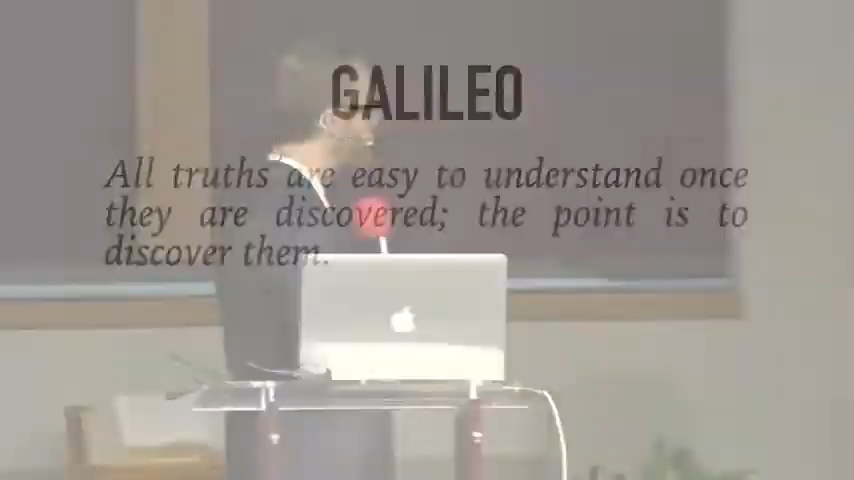 GALILEO
All truths are easy to understand once
they are discovered; the point is to
discover them.